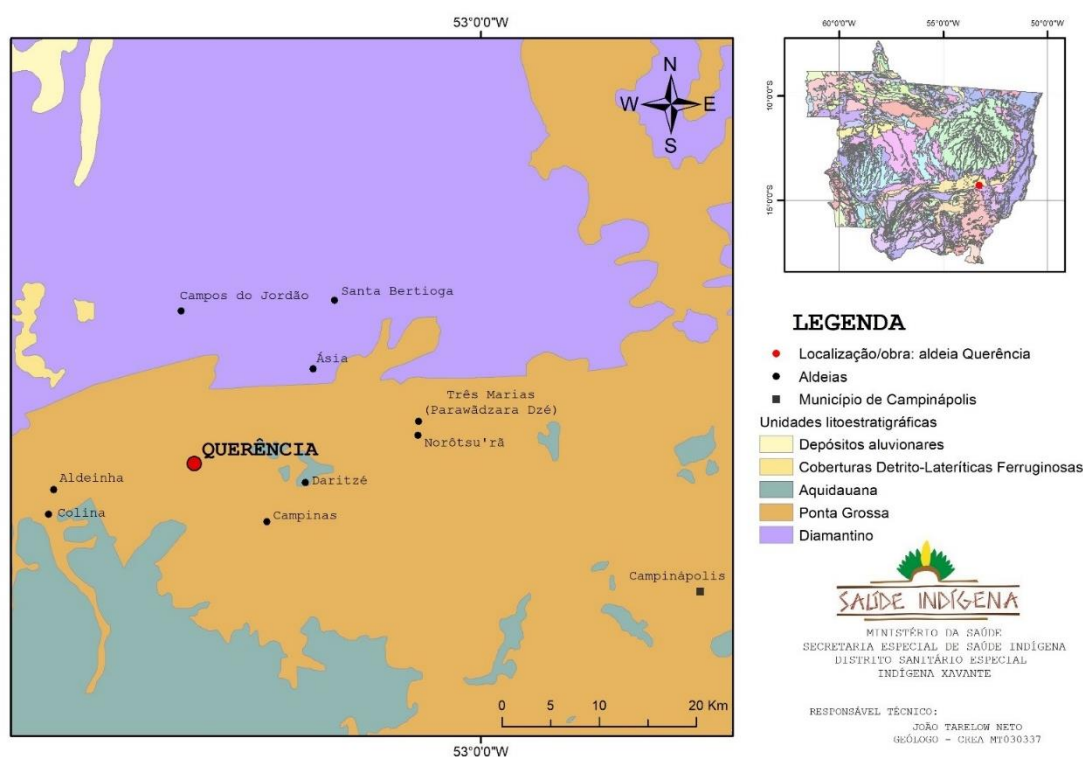 53°0'0"W
N
W E
S
Campos do Jordão
Santa Bertioga
Ásia
Três Marias
(Parawãdzara Dzé)
Norõtsu'rã
QUERÊNCIA
Aldeinha
Daritzé
Colina
Campinas
Campinápolis
0 5 10 20 Km
53°0'0"W
60°0'0"W 55°0'0"W 50°0'0"W
10°0'0"S
15°0'0"S
LEGENDA
Localização/obra: aldeia Querência
Aldeias
Município de Campinápolis
Unidades litoestratigráficas
Depósitos aluvionares
Coberturas Detrito-Lateríticas Ferruginosas
Aquidauana
Ponta Grossa
Diamantino
SAÚDE INDÍGENA
MINISTÉRIO DA SAÚDE
SECRETARIA ESPECIAL DE SAÚDE INDÍGENA
DISTRITO SANITÁRIO ESPECIAL
INDÍGENA XAVANTE
RESPONSÁVEL TÉCNICO:
JOÃO TARELOW NETO
GEÓLOGO - CREA MT030337